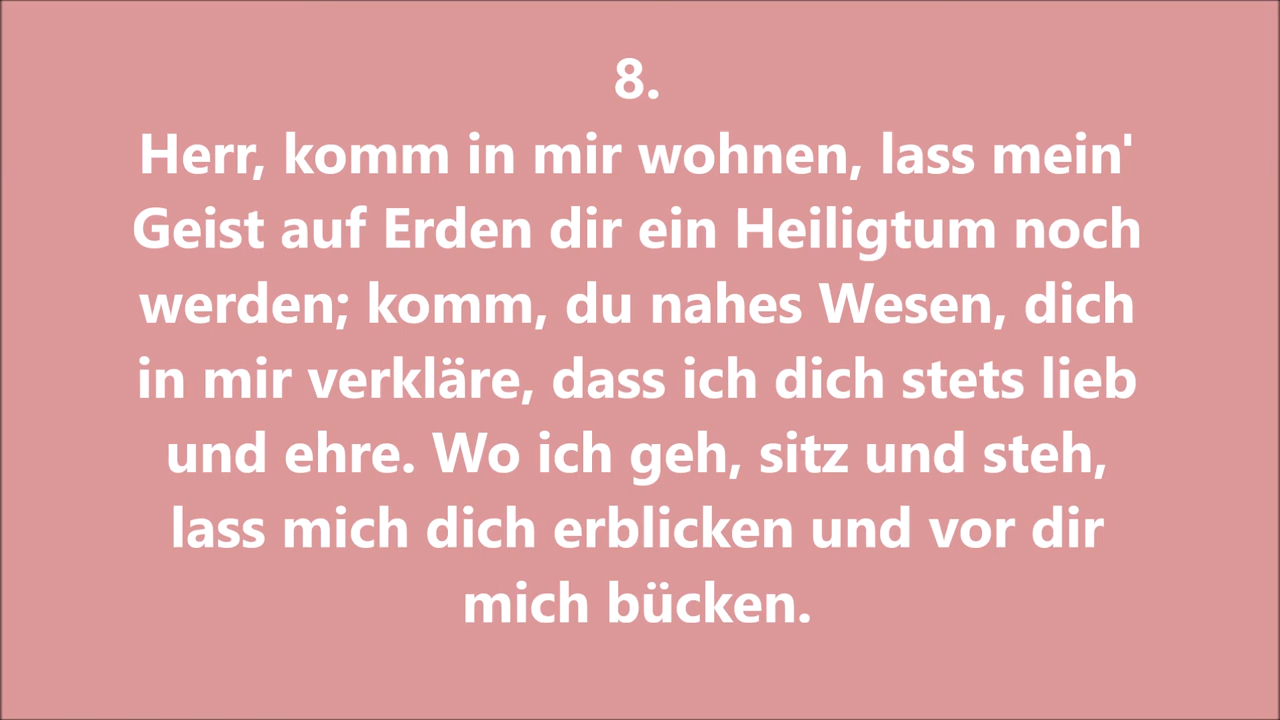 8.
Herr, komm in mir wohnen, lass mein'
Geist auf Erden dir ein Heiligtum noch
werden; komm, du nahes Wesen, dich
in mir verkläre, dass ich dich stets lieb
und ehre. Wo ich geh, sitz und steh,
lass mich dich erblicken und vor dir
mich bücken.